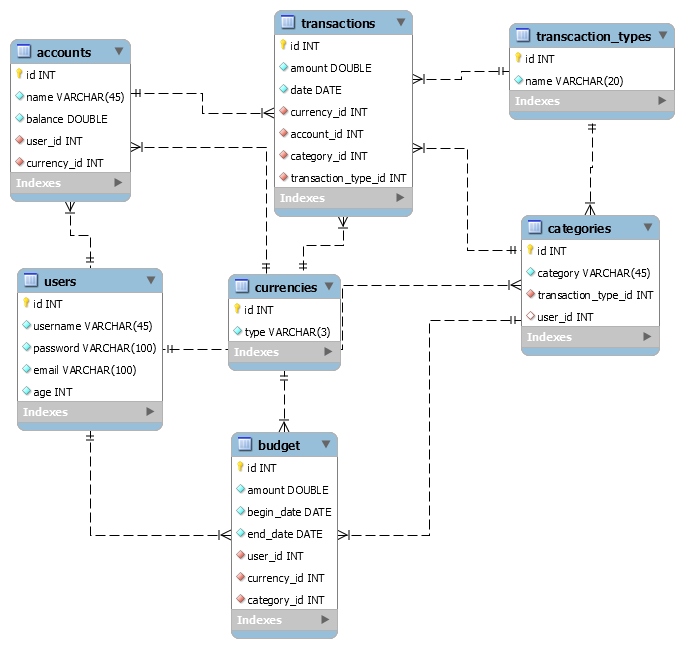 accounts
id INT
name VARCHAR(45)
balance DOUBLE
user_id INT
currency_id INT
Indexes
transactions
id INT
amount DOUBLE
date DATE
currency_id INT
account_id INT
category_id INT
transaction_type_id INT
Indexes
transcaction_types
id INT
name VARCHAR(20)
Indexes
users
id INT
username VARCHAR(45)
password VARCHAR(100)
email VARCHAR(100)
age INT
Indexes
currencies
id INT
type VARCHAR(3)
Indexes
categories
id INT
category VARCHAR(45)
transaction_type_id INT
user_id INT
Indexes
budget
id INT
amount DOUBLE
begin_date DATE
end_date DATE
user_id INT
currency_id INT
category_id INT
Indexes